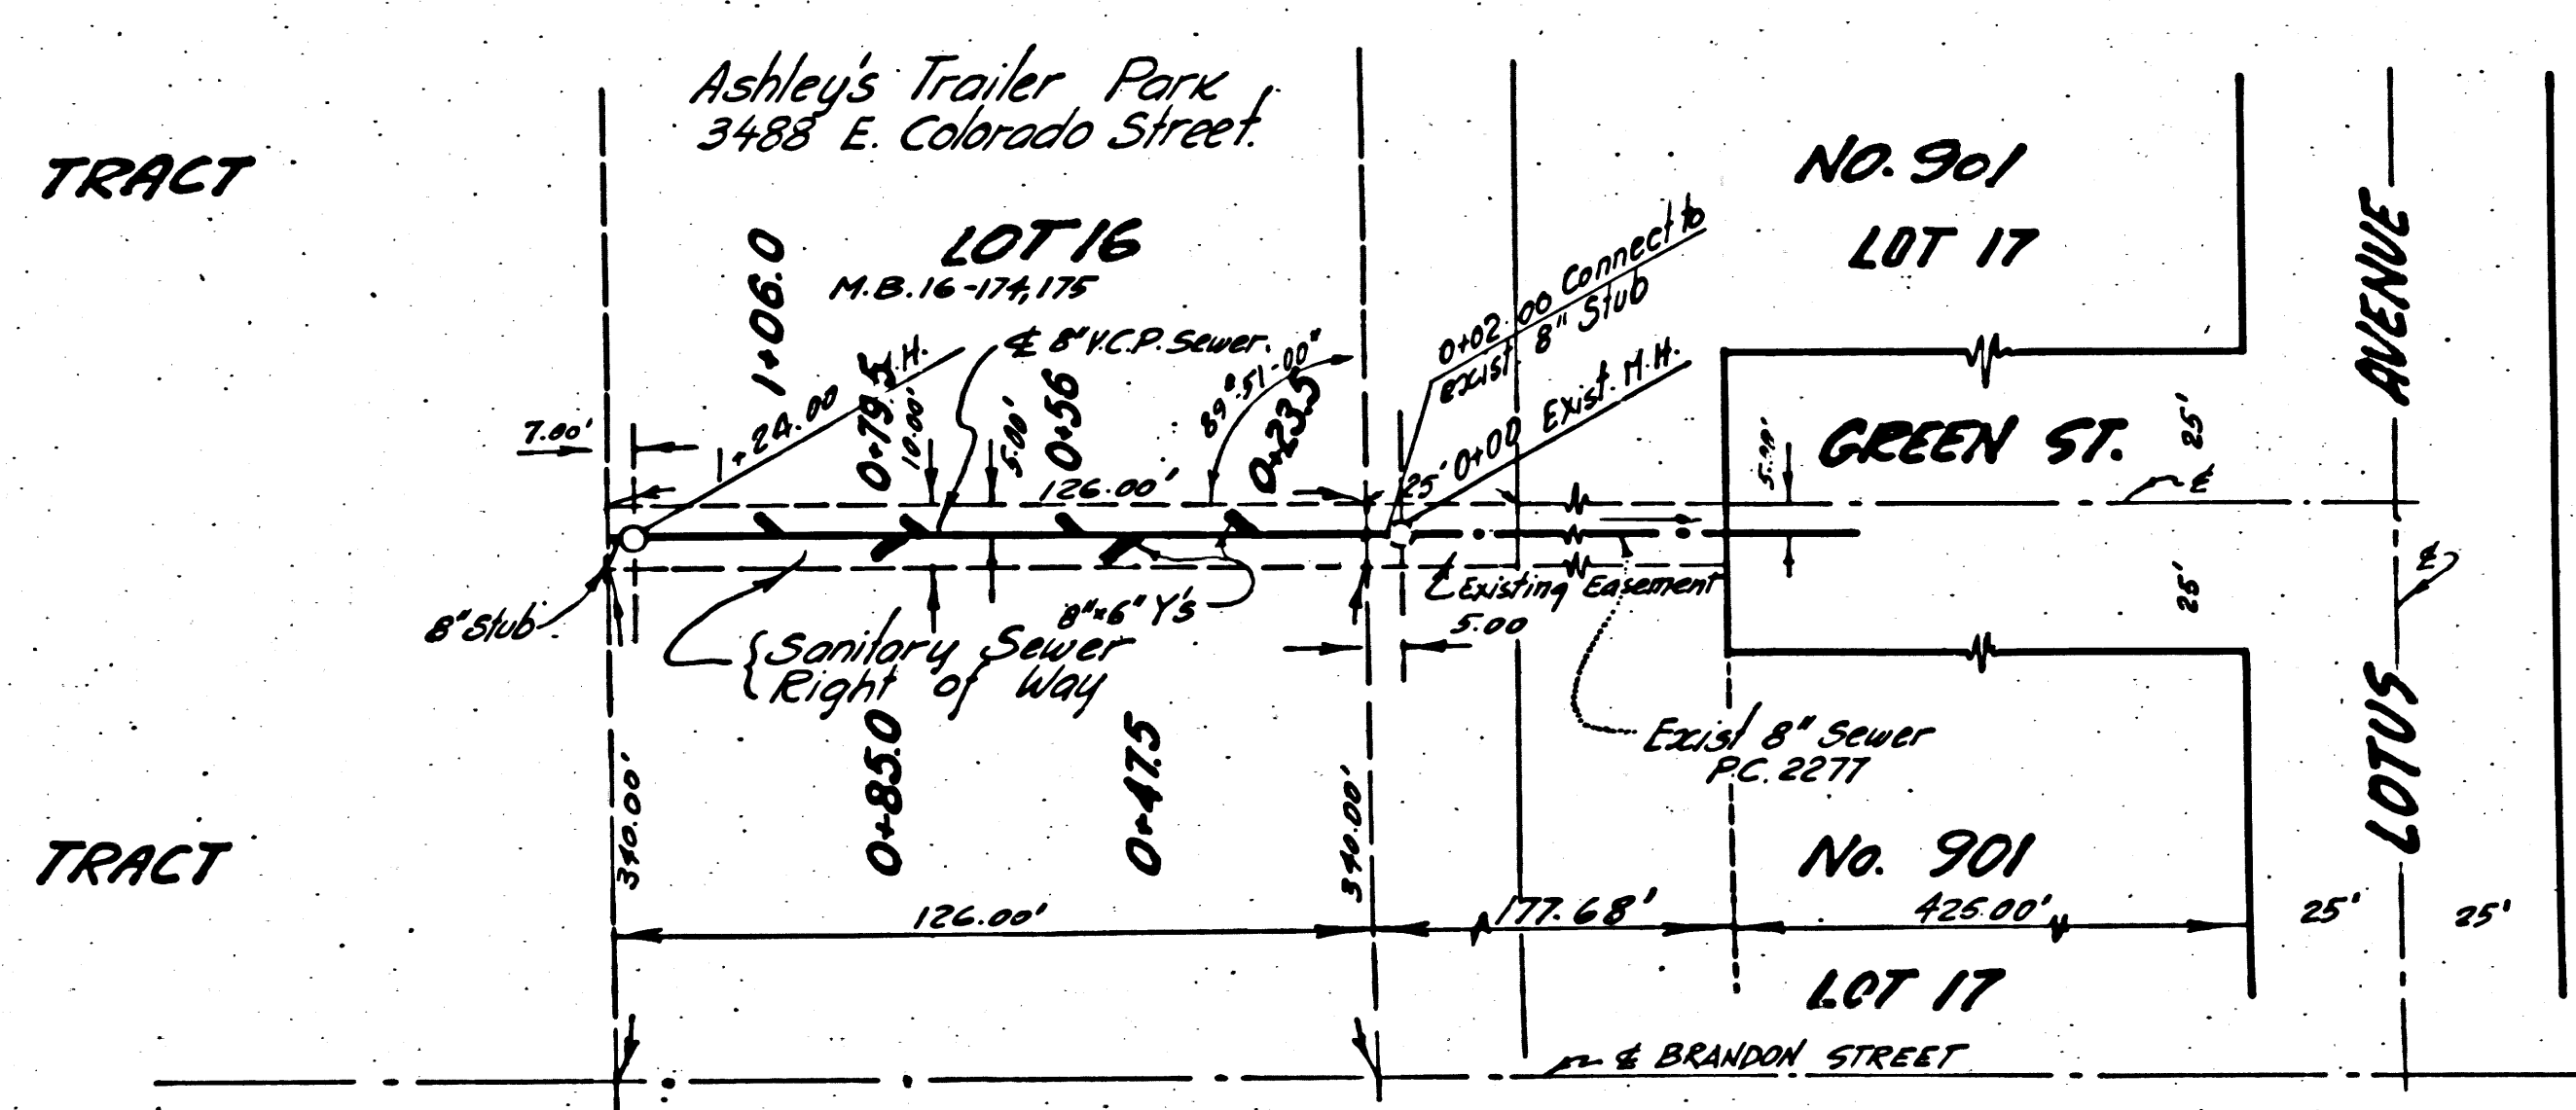 Ashley's Trailer Park
3488 E. Colorado Street.
TRACT
NO. 901
LOT 17
LOT 16
M.B. 16-174,175
1+06.0
1+24.00 M.H.
0+79.5
10.00'
℄ 8" V.C.P. Sewer.
5.00'
0+56
89°-51'-00"
0+23.5
0+02.00 Connect to
exist. 8" Stub
0+00 Exist. M.H.
25'
7.00'
126.00'
5.00'
GREEN ST.
25'
℄
25'
AVENUE
LOTUS
℄
8" Stub
8"x6" Y's
Existing Easement
5.00
Sanitary Sewer
Right of Way
0+85.0
0+47.5
Exist 8" Sewer
P.C. 2277
340.00'
340.00'
TRACT
No. 901
126.00'
177.68'
425.00'
25'
25'
LOT 17
℄ BRANDON STREET